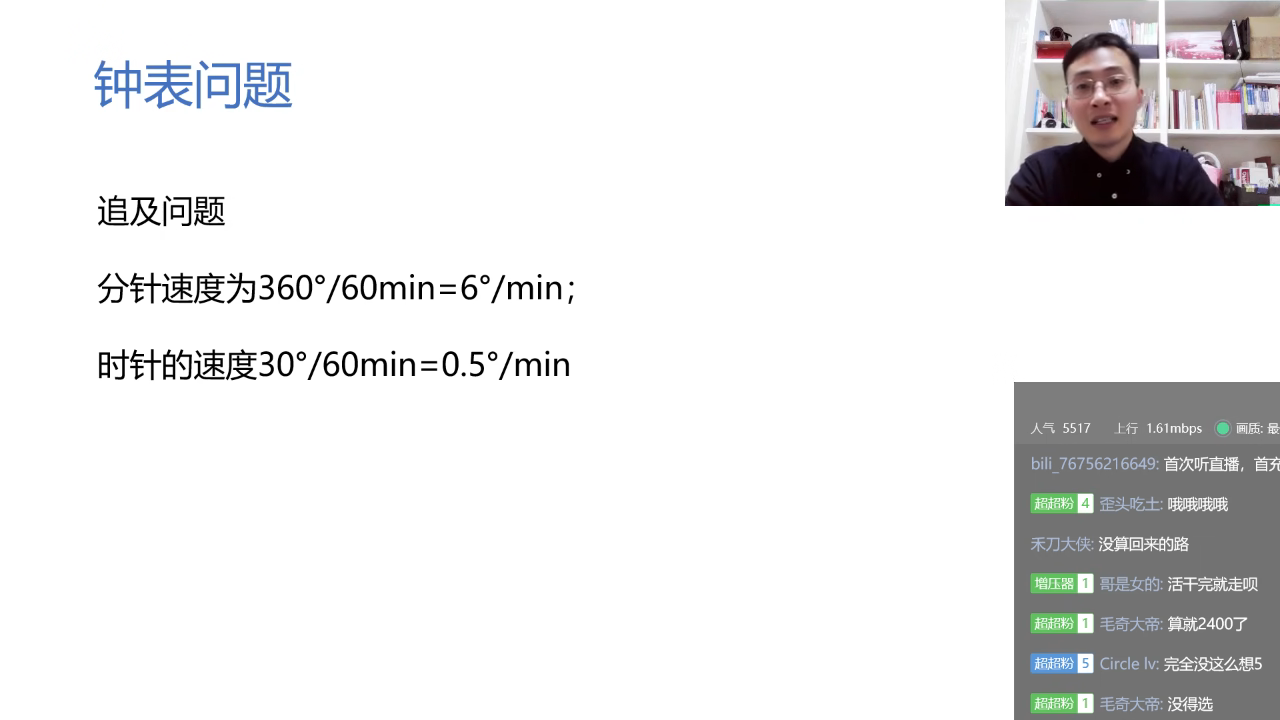 钟表问题
追及问题
分针速度为360°/60min=6°/min;
时针的速度30°/60min=0.5°/min
人气 5517 上行 1.61mbps 画质: 最
bili_76756216649: 首次听直播，首充
超超粉 4 歪头吃土: 哦哦哦哦
禾刀大侠: 没算回来的路
增压器 1 哥是女的: 活干完就走呗
超超粉 1 毛奇大帝: 算就2400了
超超粉 5 Circle lv: 完全没这么想5
超超粉 1 毛奇大帝: 没得选